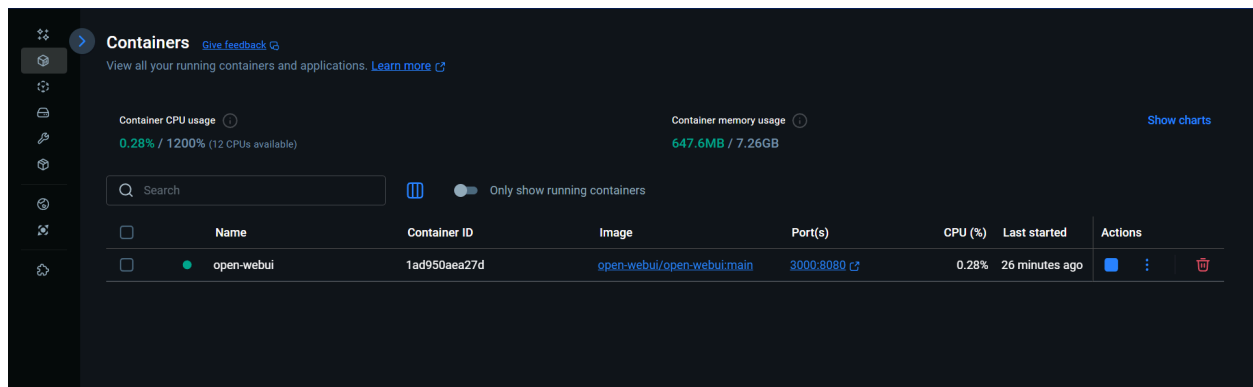 Containers Give feedback
View all your running containers and applications. Learn more
Container CPU usage
0.28% / 1200% (12 CPUs available)
Container memory usage
647.6MB / 7.26GB
Show charts
Search
Only show running containers
Name Container ID Image Port(s) CPU (%) Last started Actions
open-webui 1ad950aea27d open-webui/open-webui:main 3000:8080 0.28% 26 minutes ago